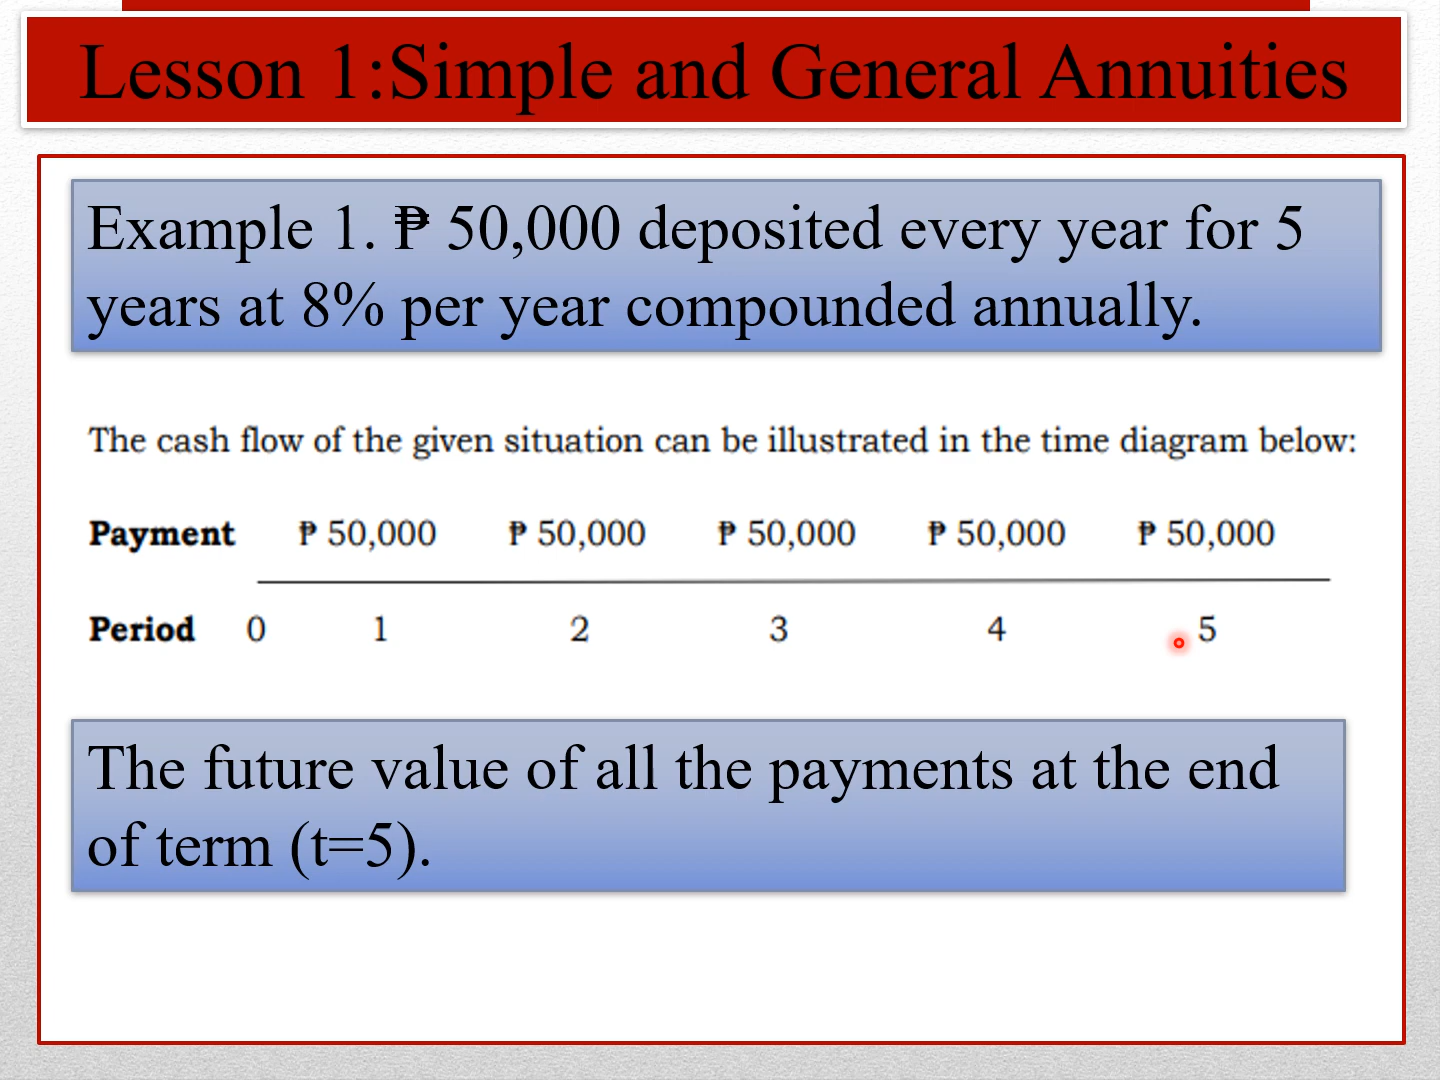 Lesson 1:Simple and General Annuities
Example 1. ₱ 50,000 deposited every year for 5
years at 8% per year compounded annually.
The cash flow of the given situation can be illustrated in the time diagram below:
Payment ₱ 50,000 ₱ 50,000 ₱ 50,000 ₱ 50,000 ₱ 50,000
Period 0 1 2 3 4 5
The future value of all the payments at the end
of term (t=5).